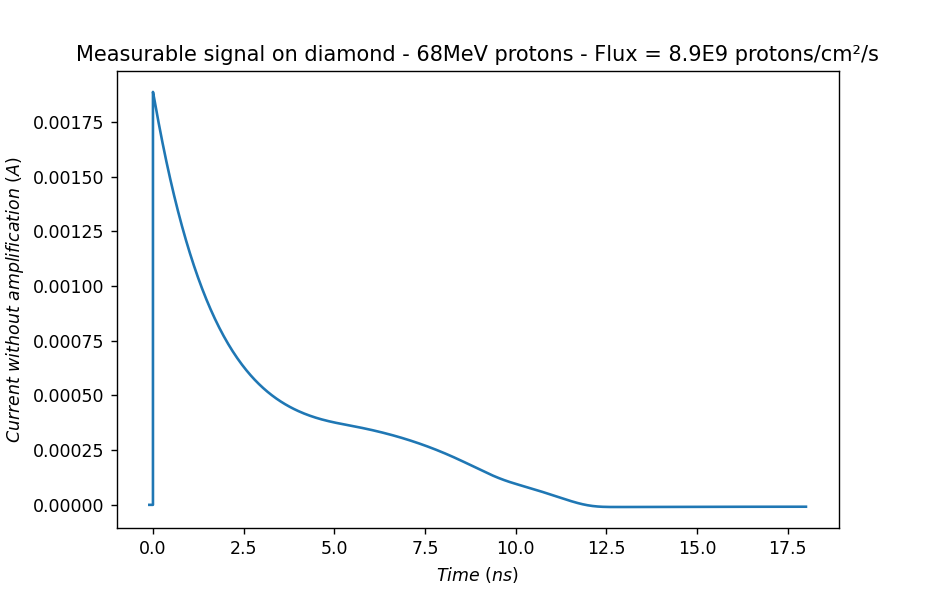 Measurable signal on diamond - 68MeV protons - Flux = 8.9E9 protons/cm²/s
Current without amplification (A)
0.00175
0.00150
0.00125
0.00100
0.00075
0.00050
0.00025
0.00000
0.0 2.5 5.0 7.5 10.0 12.5 15.0 17.5
Time (ns)